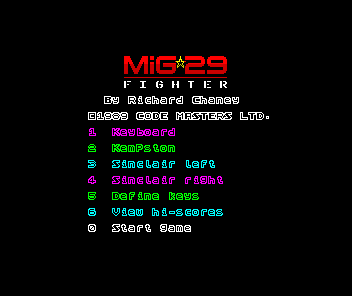 MiG★29
FIGHTER
By Richard Chaney
©1989 CODE MASTERS LTD.
1 Keyboard
2 Kempston
3 Sinclair left
4 Sinclair right
5 Define keys
6 View hi-scores
0 Start game